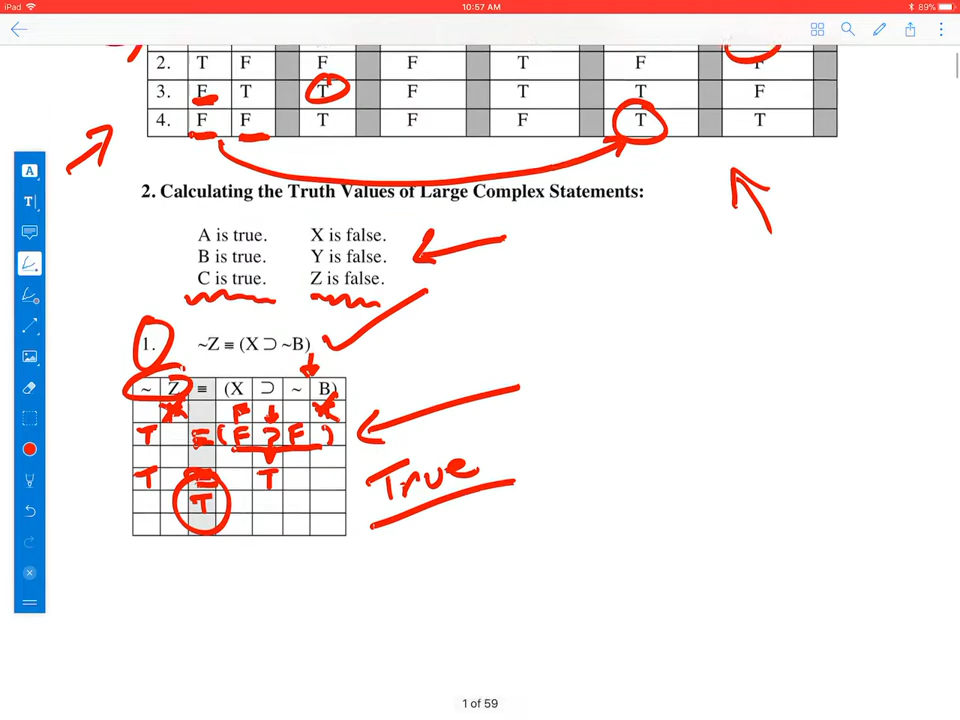 iPad 10:57 AM 89%
2. T F F F T F F
3. F T T F T T F
4. F F T F F T T
2. Calculating the Truth Values of Large Complex Statements:
A is true. X is false.
B is true. Y is false.
C is true. Z is false.
1. ~Z ≡ (X ⊃ ~B)
~ Z ≡ (X ⊃ ~ B)
F
T ≡ ( F ⊃ F )
T ≡ T
T
True
A
T
1 of 59